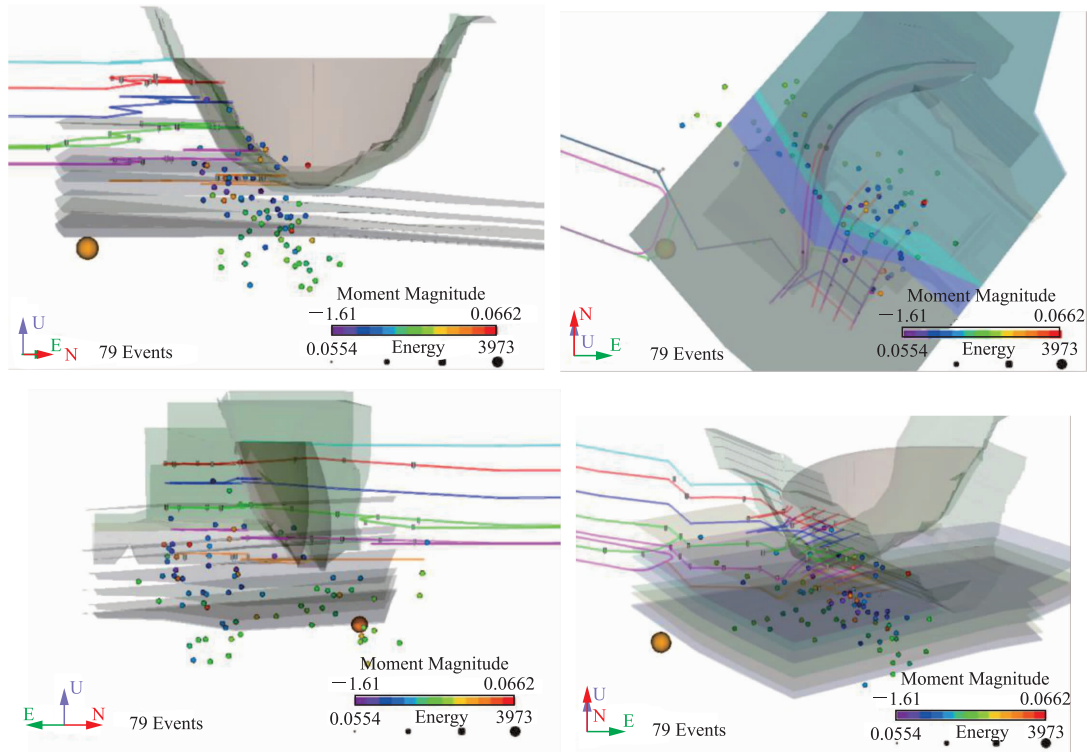 Moment Magnitude
−1.61 0.0662
U
E
N
79 Events
0.0554 Energy 3973
N
U
E
79 Events
Moment Magnitude
−1.61 0.0662
0.0554 Energy 3973
U
E N
79 Events
Moment Magnitude
−1.61 0.0662
0.0554 Energy 3973
U
N
E
79 Events
Moment Magnitude
−1.61 0.0662
0.0554 Energy 3973